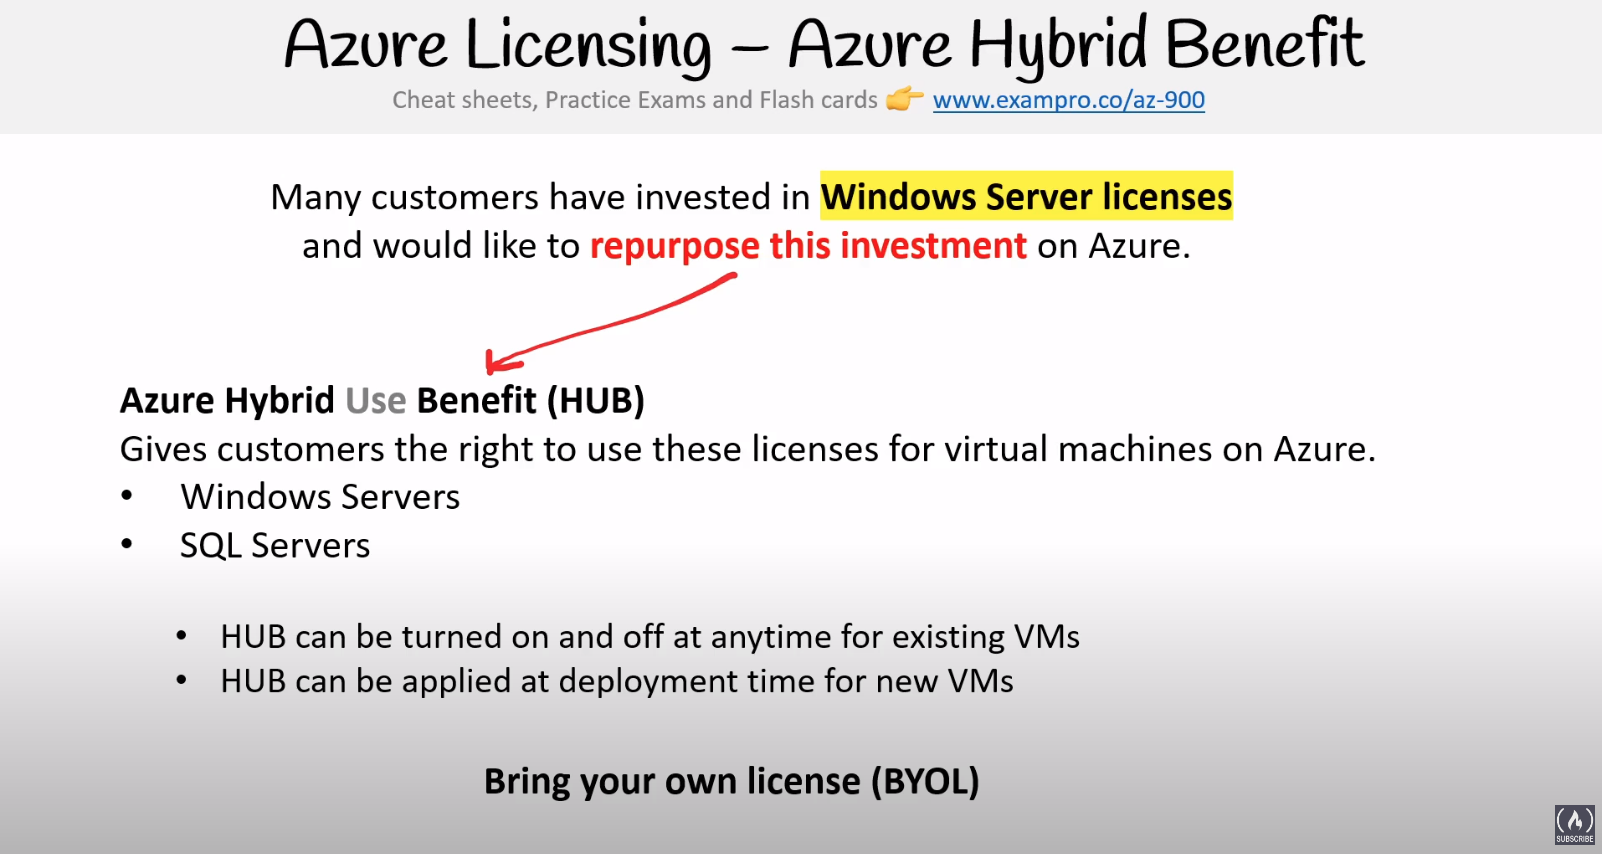 Azure Licensing – Azure Hybrid Benefit
Cheat sheets, Practice Exams and Flash cards 👉 www.exampro.co/az-900
Many customers have invested in Windows Server licenses
and would like to repurpose this investment on Azure.
Azure Hybrid Use Benefit (HUB)
Gives customers the right to use these licenses for virtual machines on Azure.
• Windows Servers
• SQL Servers
• HUB can be turned on and off at anytime for existing VMs
• HUB can be applied at deployment time for new VMs
Bring your own license (BYOL)
SUBSCRIBE